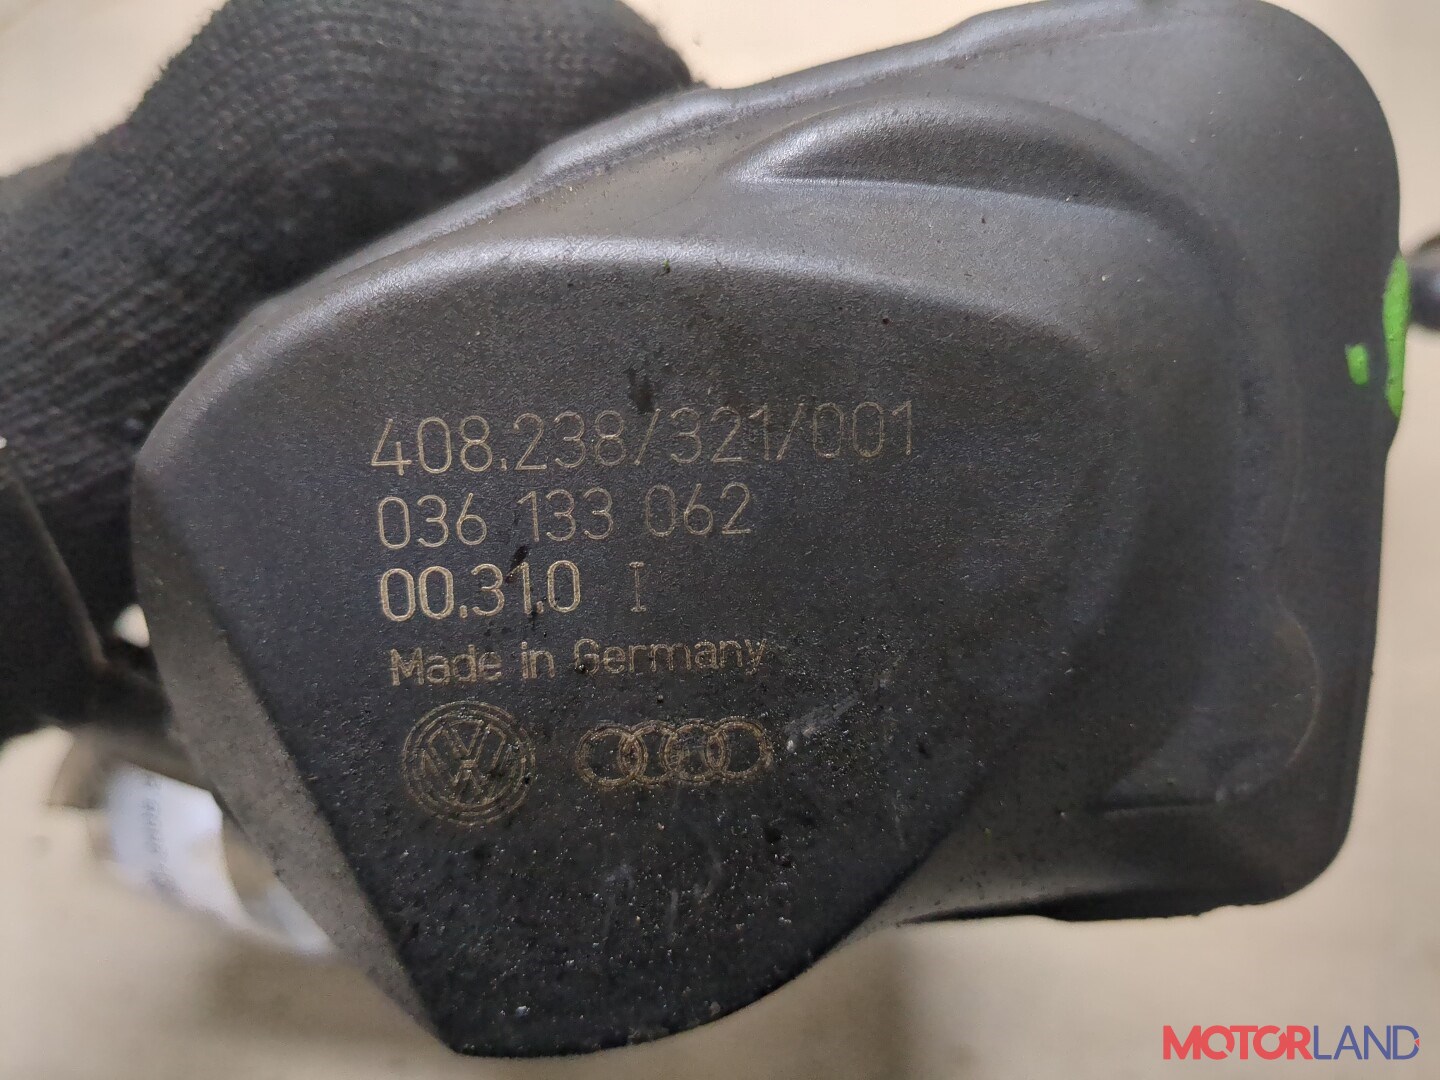 408.238/321/001
036 133 062
00.31.0 I
Made in Germany
MOTORLAND